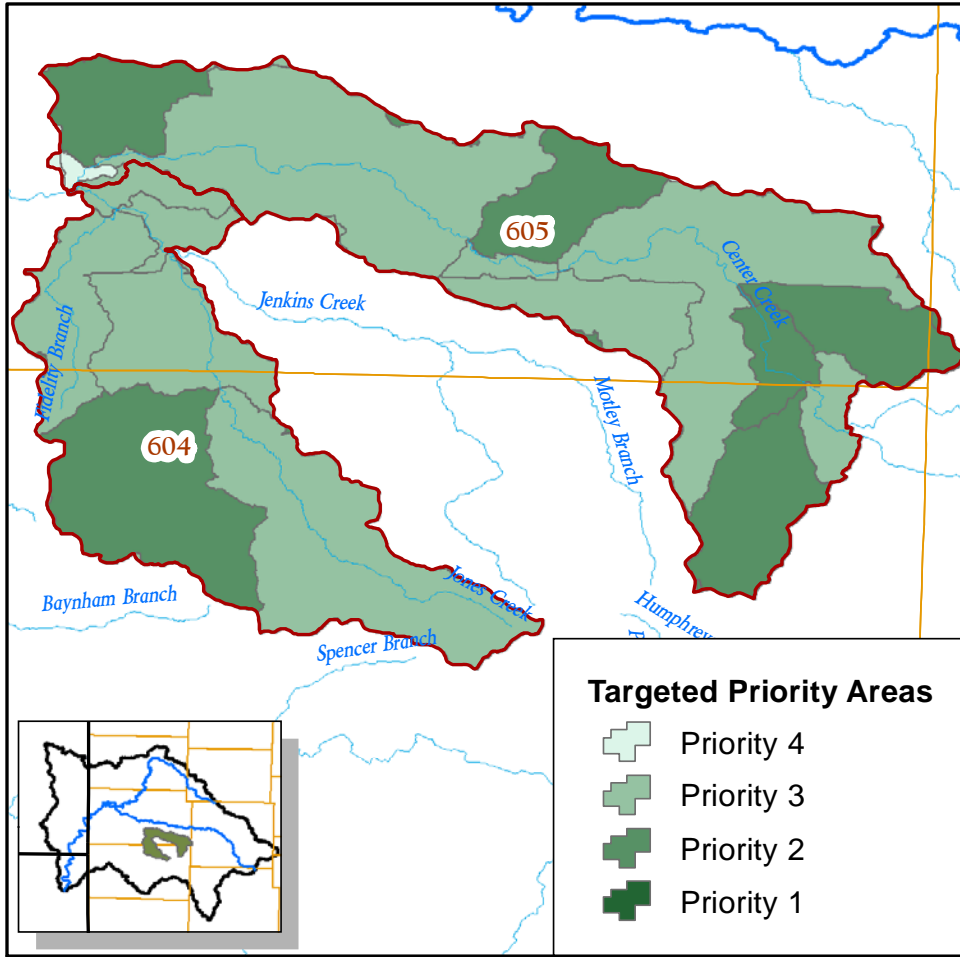 605
Center Creek
Jenkins Creek
Fidelity Branch
Motley Branch
604
Jones Creek
Baynham Branch
Humphrey
Spencer Branch
Targeted Priority Areas
Priority 4
Priority 3
Priority 2
Priority 1